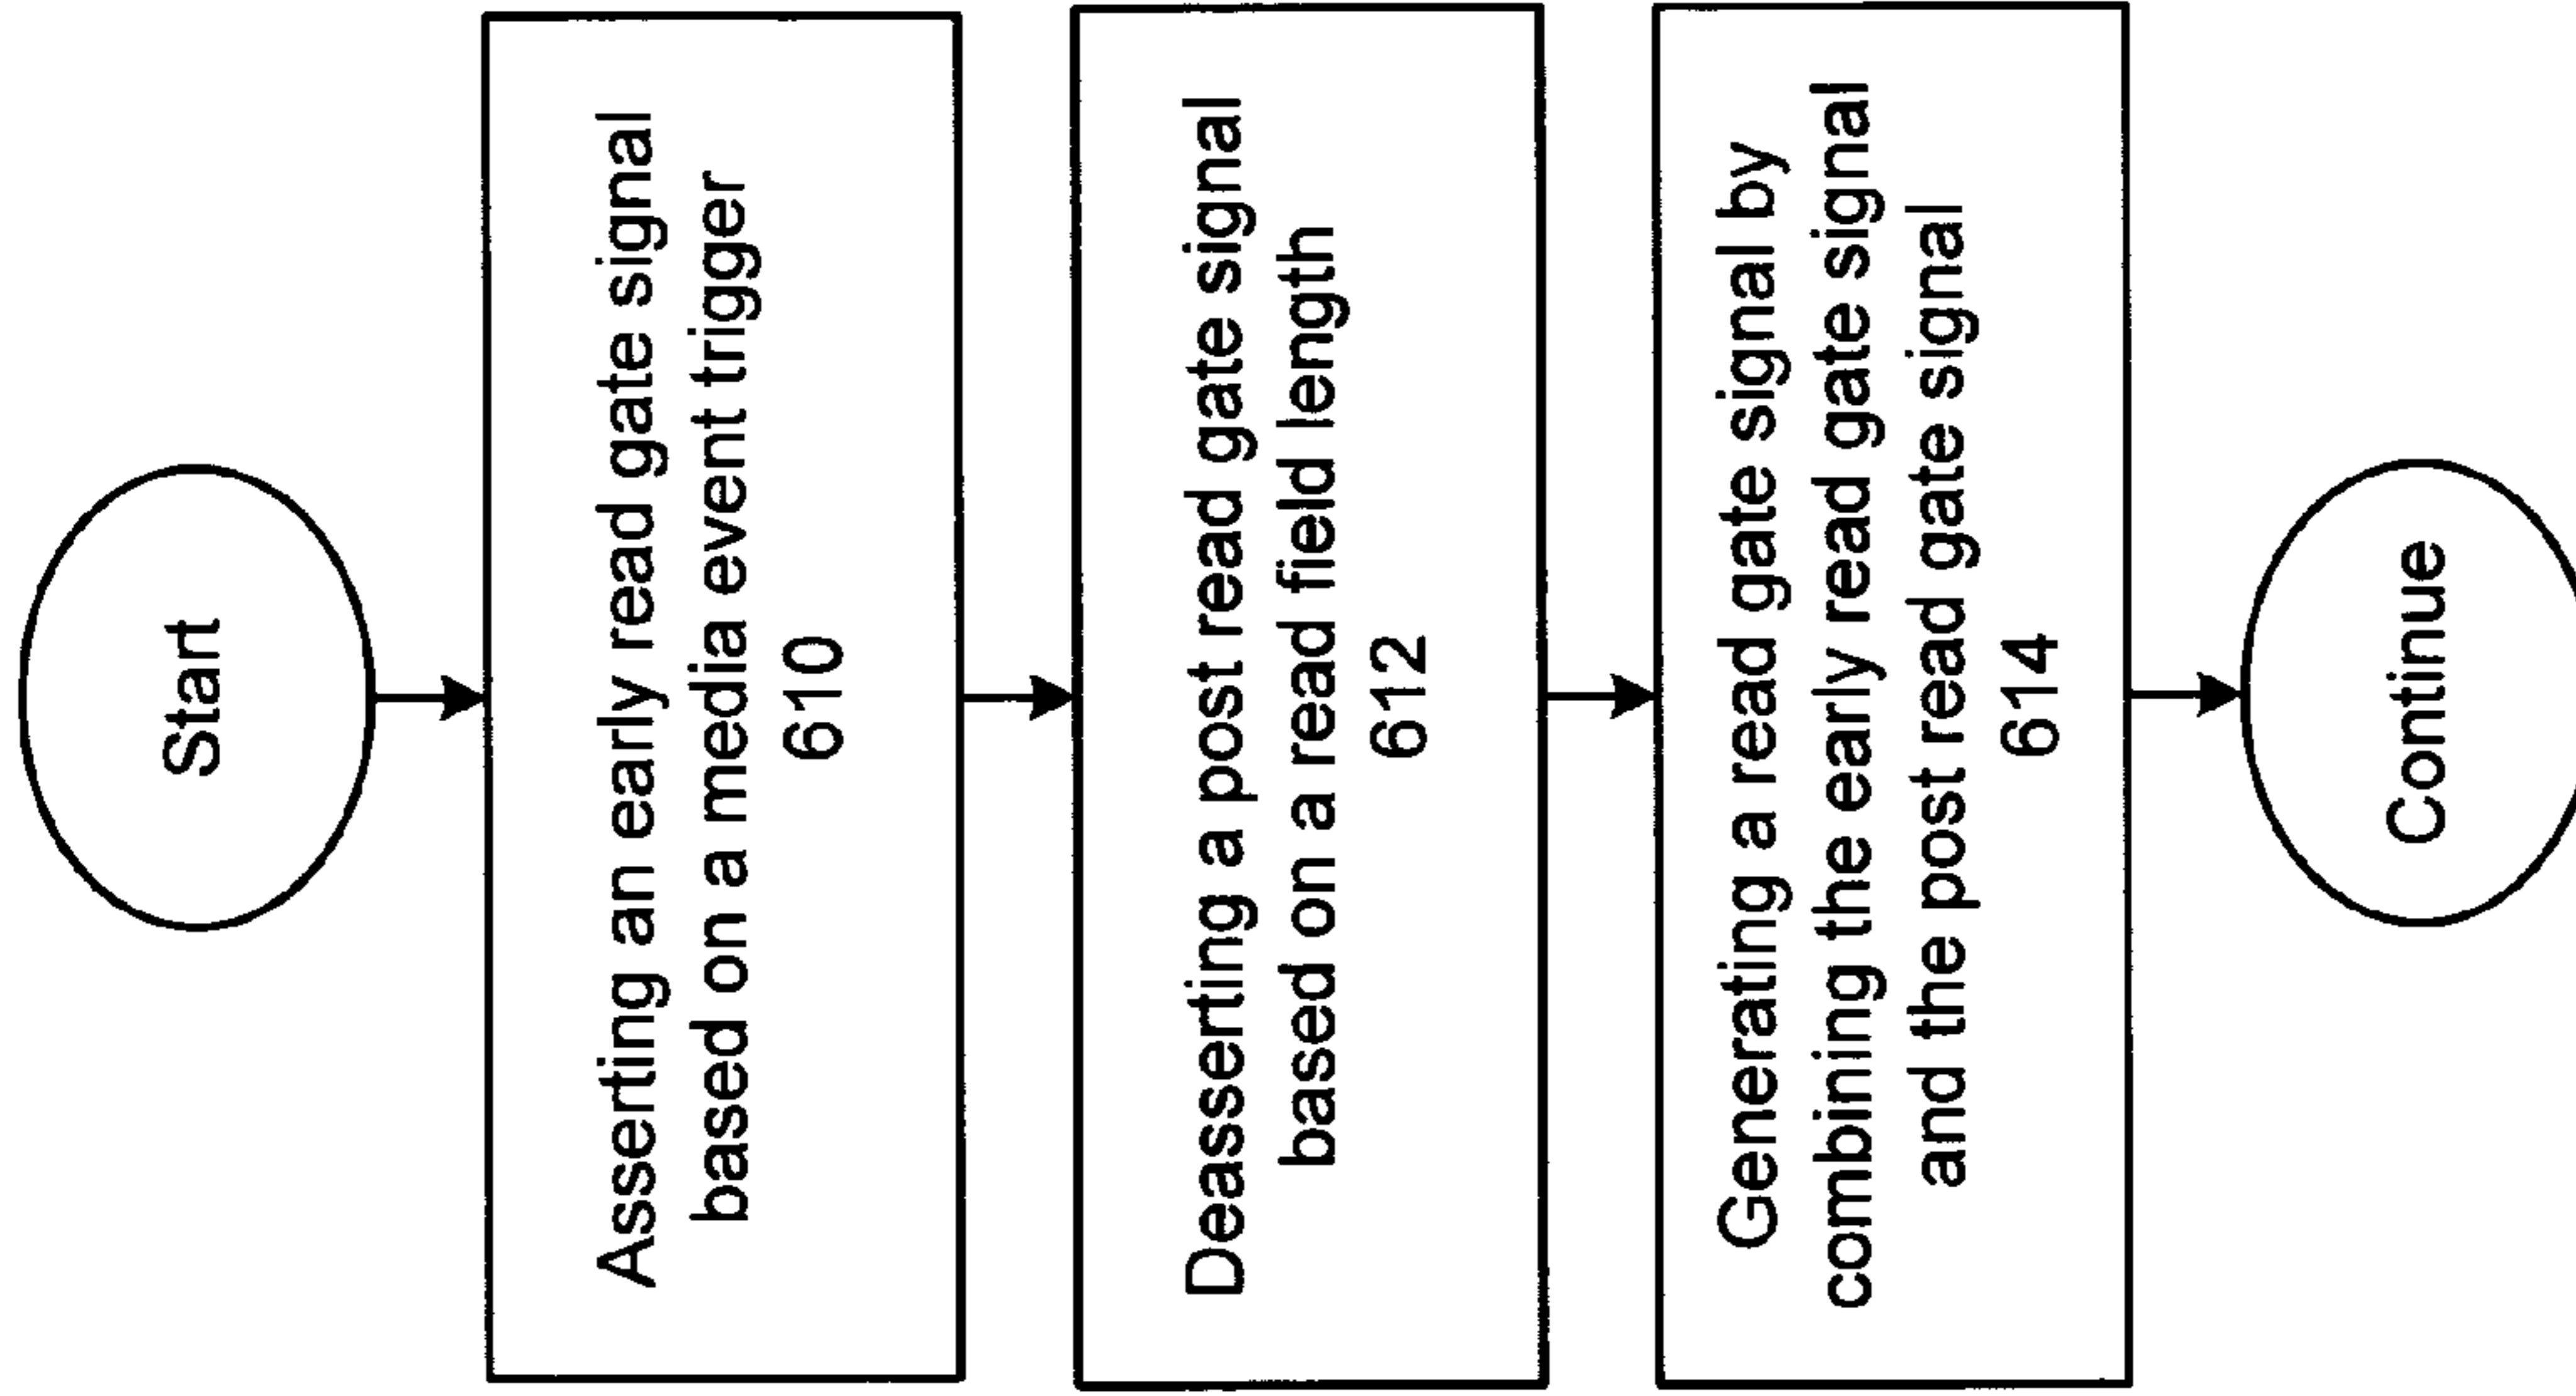 Start
Asserting an early read gate signal
based on a media event trigger
610
Deasserting a post read gate signal
based on a read field length
612
Generating a read gate signal by
combining the early read gate signal
and the post read gate signal
614
Continue